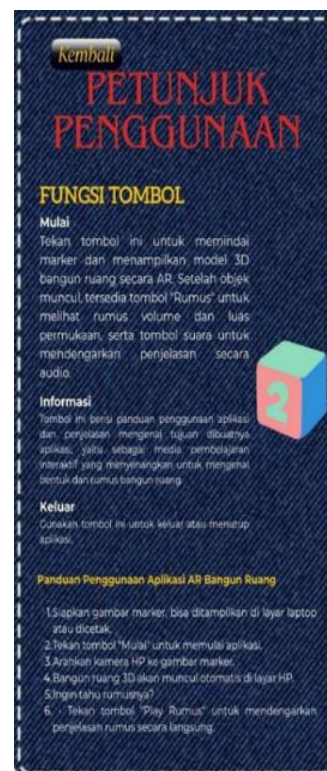 Kembali
PETUNJUK
PENGGUNAAN
FUNGSI TOMBOL
Mulai
Tekan tombol ini untuk memindai
marker dan menampilkan model 3D
bangun ruang secara AR. Setelah objek
muncul, tersedia tombol "Rumus" untuk
melihat rumus volume dan luas
permukaan, serta tombol suara untuk
mendengarkan penjelasan secara
audio.
2
Informasi
Tombol ini berisi panduan penggunaan aplikasi
dan penjelasan mengenai tujuan dibuatnya
aplikasi, yaitu sebagai media pembelajaran
interaktif yang menyenangkan untuk mengenal
bentuk dan rumus bangun ruang.
Keluar
Gunakan tombol ini untuk keluar atau menutup
aplikasi.
Panduan Penggunaan Aplikasi AR Bangun Ruang
1.Siapkan gambar marker, bisa ditampilkan di layar laptop
atau dicetak.
2.Tekan tombol "Mulai" untuk memulai aplikasi.
3.Arahkan kamera HP ke gambar marker.
4.Bangun ruang 3D akan muncul otomatis di layar HP.
5.Ingin tahu rumusnya?
6. • Tekan tombol "Play Rumus" untuk mendengarkan
penjelasan rumus secara langsung.